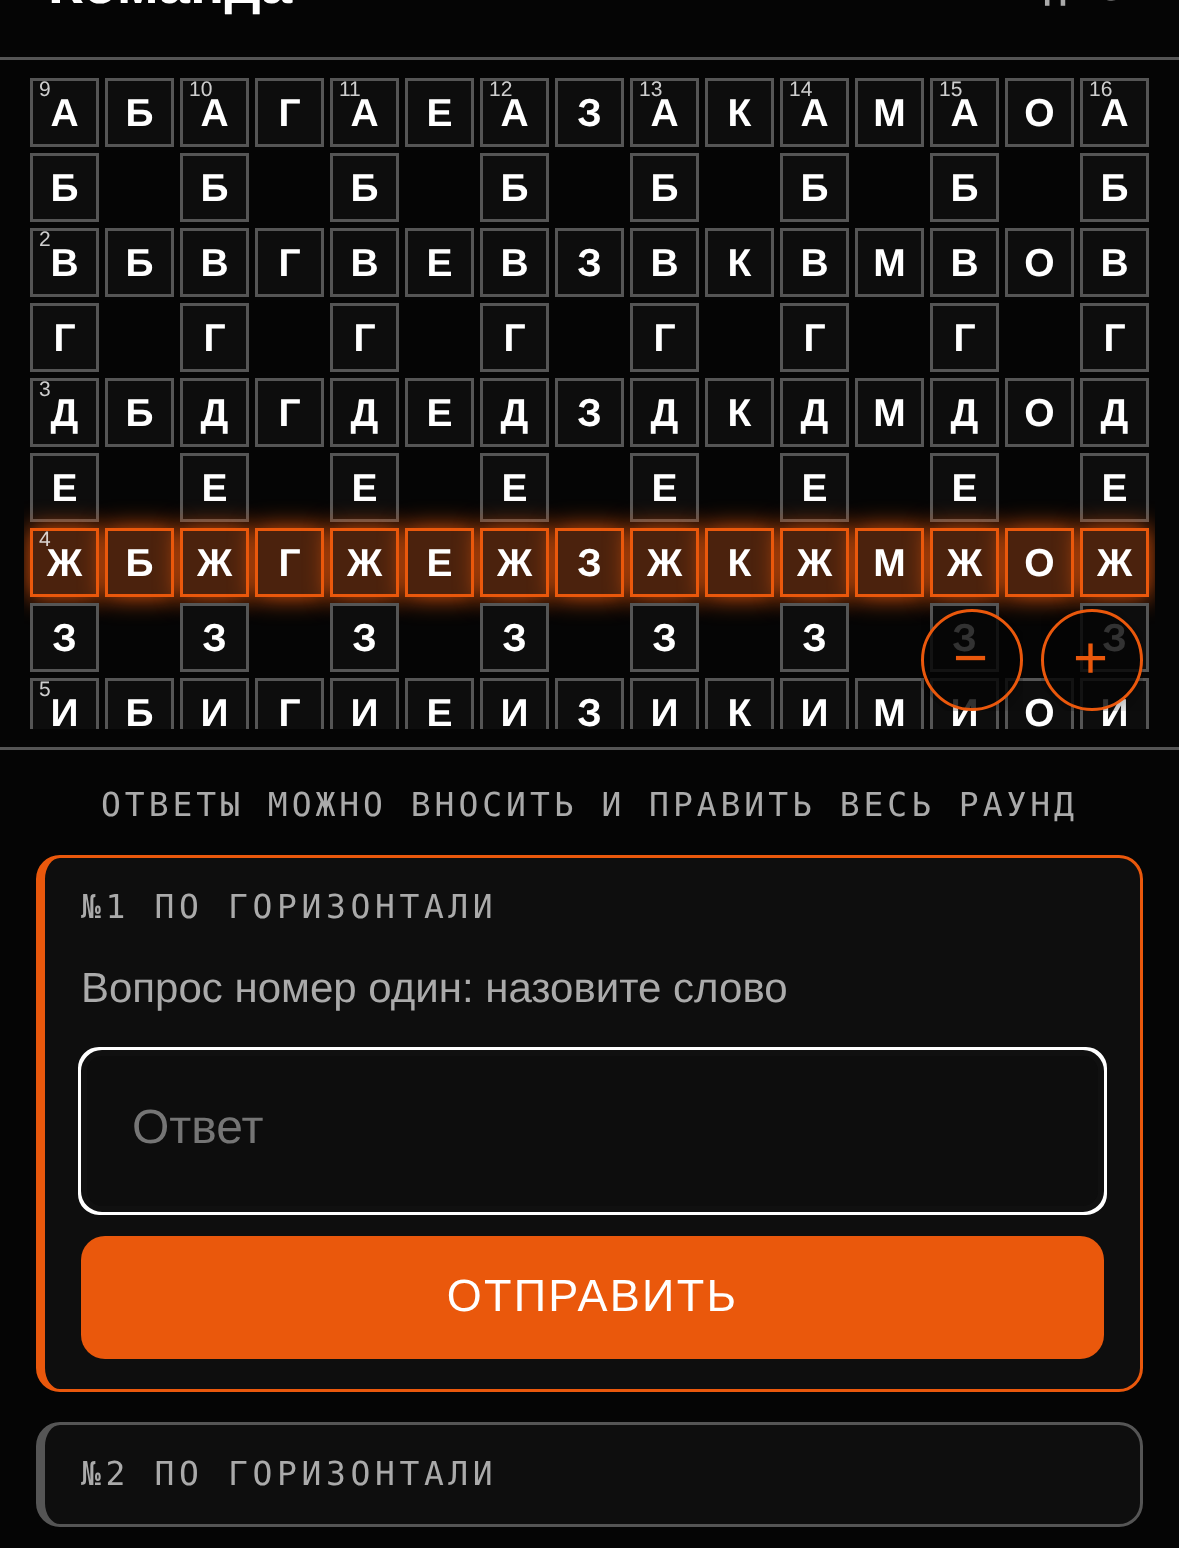 Команда
9 А Б 10 А Г 11 А Е 12 А З 13 А К 14 А М 15 А О 16 А
Б Б Б Б Б Б Б Б
2 В Б В Г В Е В З В К В М В О В
Г Г Г Г Г Г Г Г
3 Д Б Д Г Д Е Д З Д К Д М Д О Д
Е Е Е Е Е Е Е Е
4 Ж Б Ж Г Ж Е Ж З Ж К Ж М Ж О Ж
З З З З З З З З
− +
5 И Б И Г И Е И З И К И М И О И
ОТВЕТЫ МОЖНО ВНОСИТЬ И ПРАВИТЬ ВЕСЬ РАУНД
№1 ПО ГОРИЗОНТАЛИ
Вопрос номер один: назовите слово
Ответ
ОТПРАВИТЬ
№2 ПО ГОРИЗОНТАЛИ